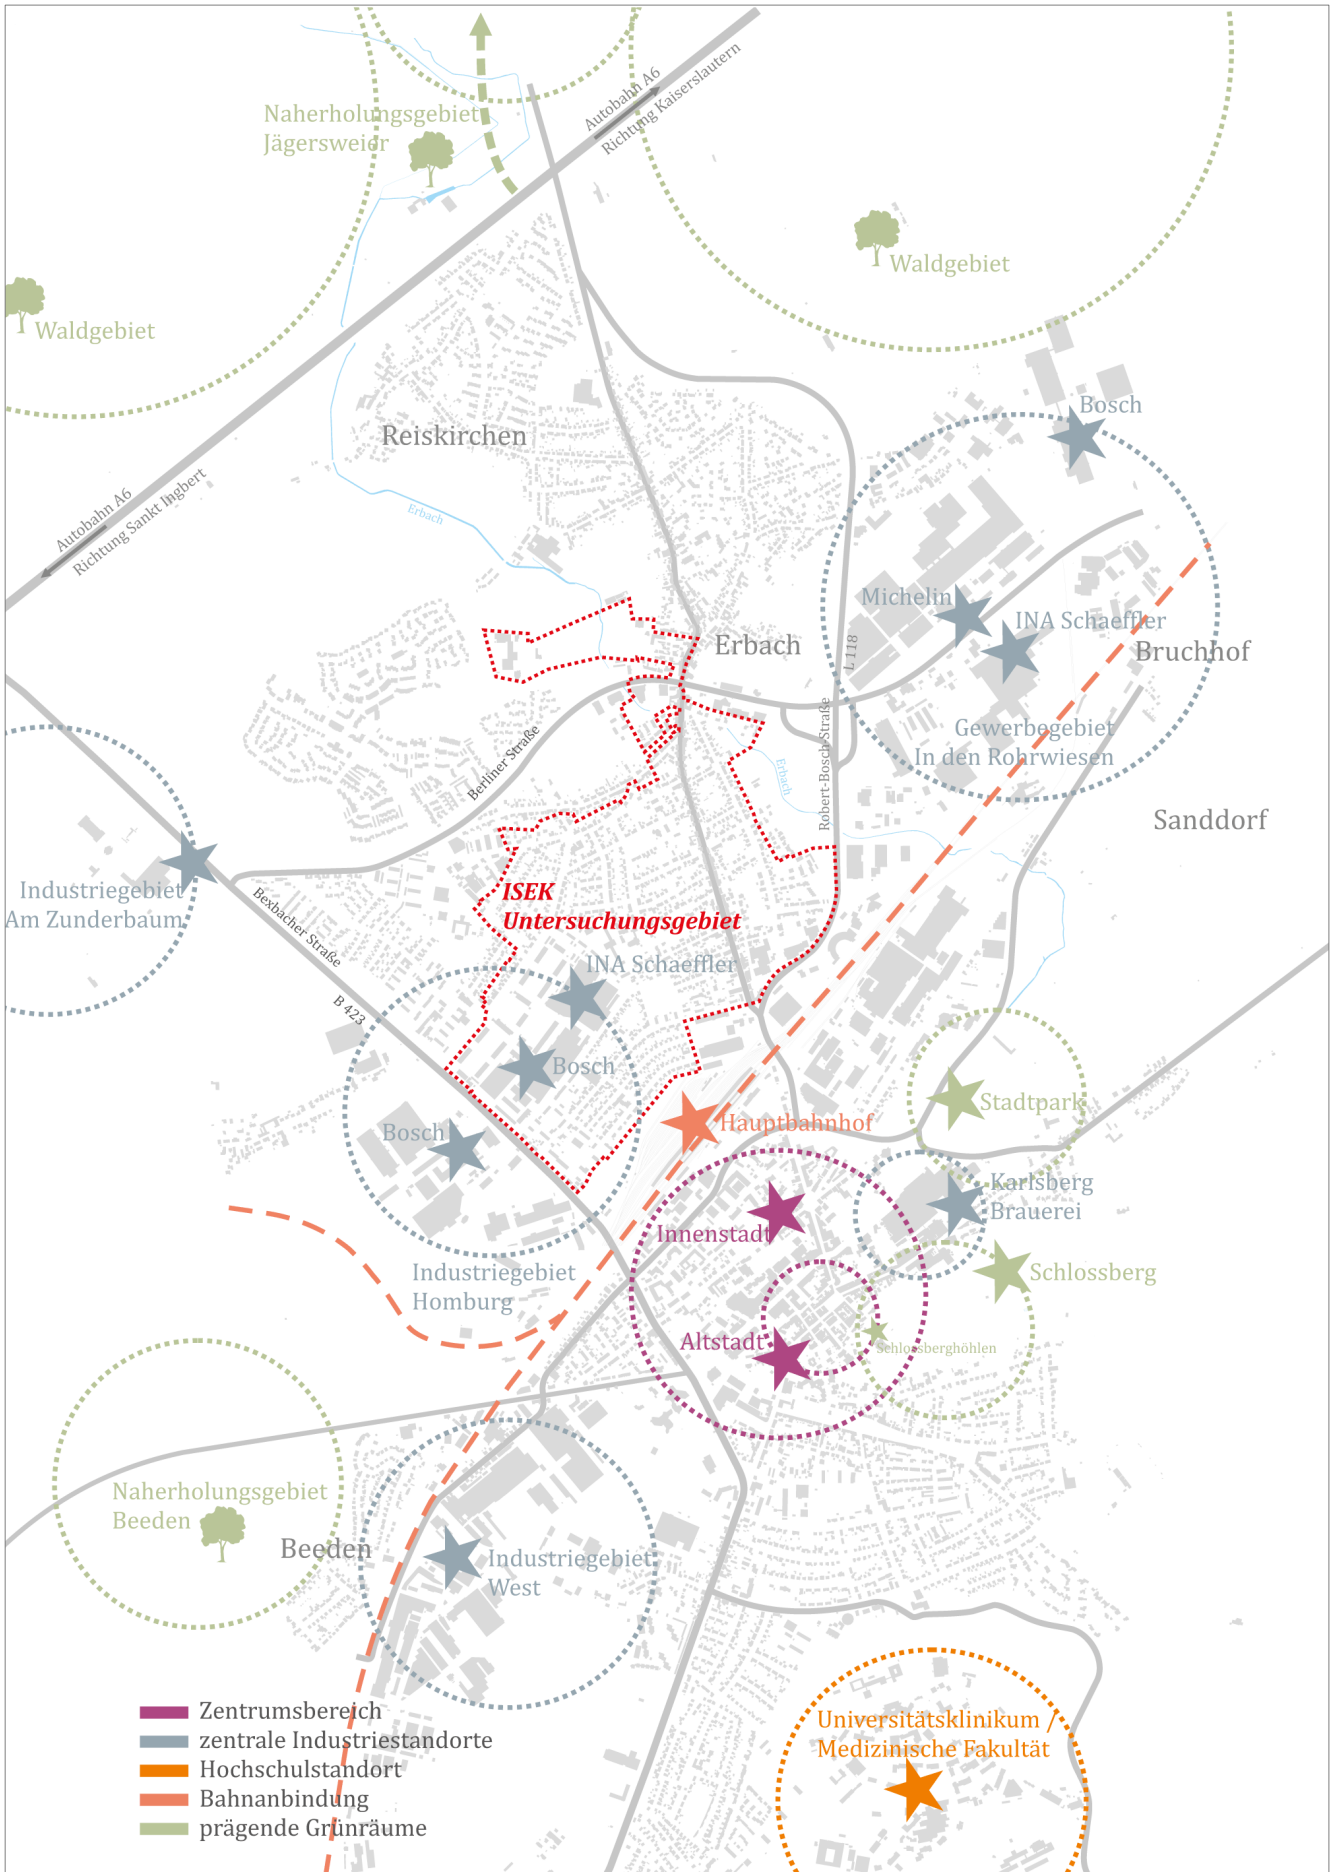 Autobahn A6
Richtung Kaiserslautern
Naherholungsgebiet
Jägersweier
Waldgebiet
Waldgebiet
Bosch
Reiskirchen
Autobahn A6
Richtung Sankt Ingbert
Erbach
Michelin
INA Schaeffler
Erbach
Bruchhof
L 118
Gewerbegebiet
In den Rohrwiesen
Berliner Straße
Erbach
Robert-Bosch-Straße
Sanddorf
Industriegebiet
Am Zunderbaum
ISEK
Untersuchungsgebiet
Bexbacher Straße
INA Schaeffler
B 423
Bosch
Stadtpark
Hauptbahnhof
Bosch
Karlsberg
Brauerei
Innenstadt
Industriegebiet
Homburg
Schlossberg
Altstadt
Schlossberghöhlen
Naherholungsgebiet
Beeden
Beeden
Industriegebiet
West
Universitätsklinikum /
Medizinische Fakultät
Zentrumsbereich
zentrale Industriestandorte
Hochschulstandort
Bahnanbindung
prägende Grünräume